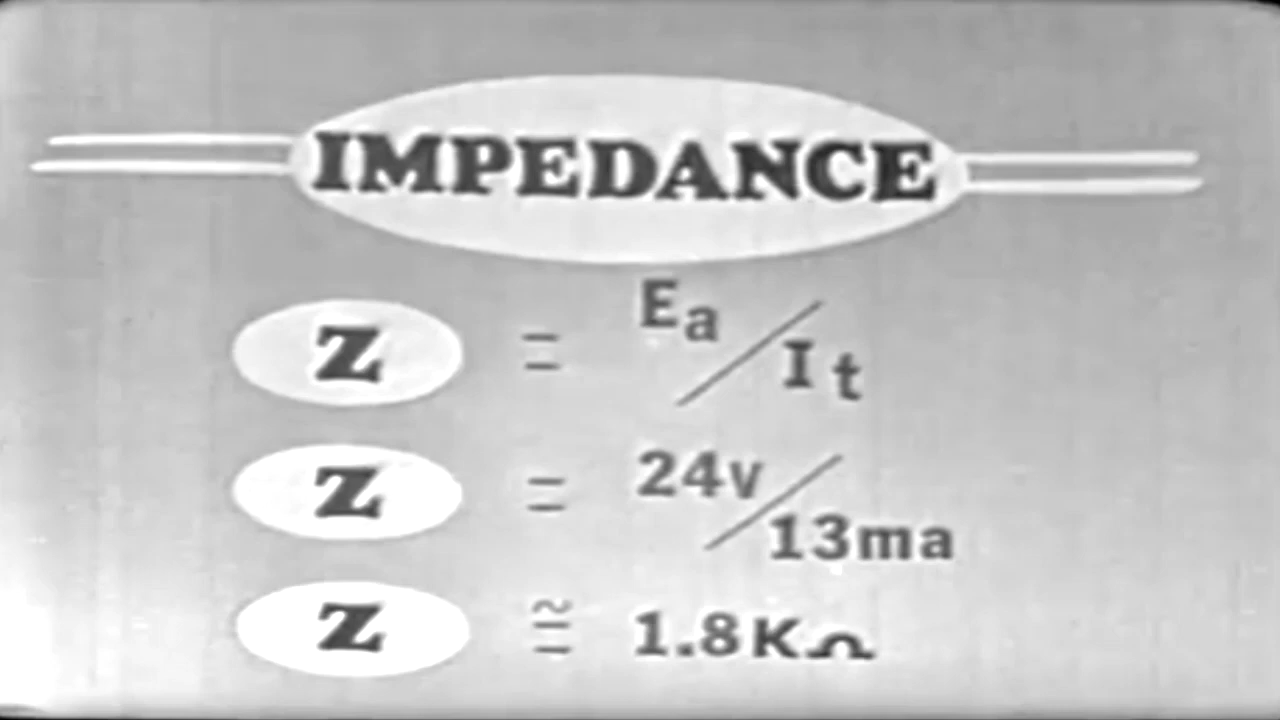 IMPEDANCE
Z = Ea/It
Z = 24v/13ma
Z ≅ 1.8KΩ